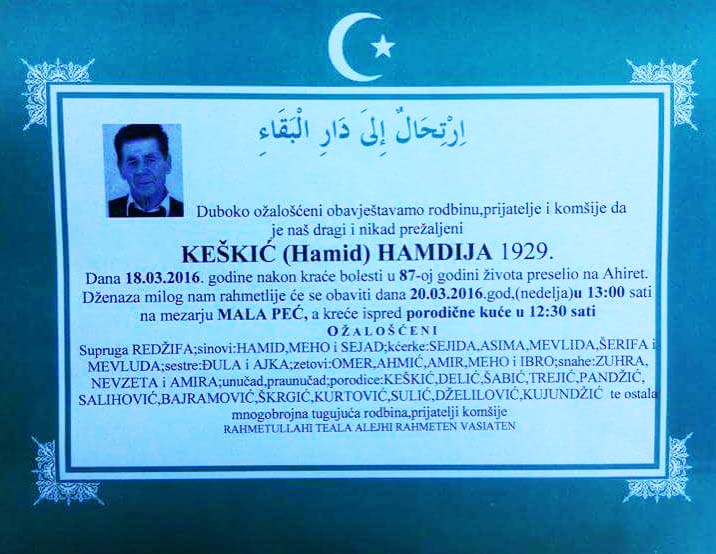 اِرْتِحَالٌ إِلىَ دَارِ الْبَقَاءِ
Duboko ožalošćeni obavještavamo rodbinu,prijatelje i komšije da
je naš dragi i nikad prežaljeni
KEŠKIĆ (Hamid) HAMDIJA 1929.
Dana 18.03.2016. godine nakon kraće bolesti u 87-oj godini života preselio na Ahiret.
Dženaza milog nam rahmetlije će se obaviti dana 20.03.2016.god,(nedelja)u 13:00 sati
na mezarju MALA PEĆ, a kreće ispred porodične kuće u 12:30 sati
OŽALOŠĆENI
Supruga REDŽIFA;sinovi:HAMID,MEHO i SEJAD;kćerke:SEJIDA,ASIMA,MEVLIDA,ŠERIFA i
MEVLUDA;sestre:ĐULA i AJKA;zetovi:OMER,AHMIĆ,AMIR,MEHO i IBRO;snahe:ZUHRA,
NEVZETA i AMIRA;unučad,praunučad;porodice:KEŠKIĆ,DELIĆ,ŠABIĆ,TREJIĆ,PANDŽIĆ,
SALIHOVIĆ,BAJRAMOVIĆ,ŠKRGIĆ,KURTOVIĆ,SULIĆ,DŽELILOVIĆ,KUJUNDŽIĆ te ostala
mnogobrojna tugujuća rodbina,prijatelji komšije
RAHMETULLAHI TEALA ALEJHI RAHMETEN VASIATEN